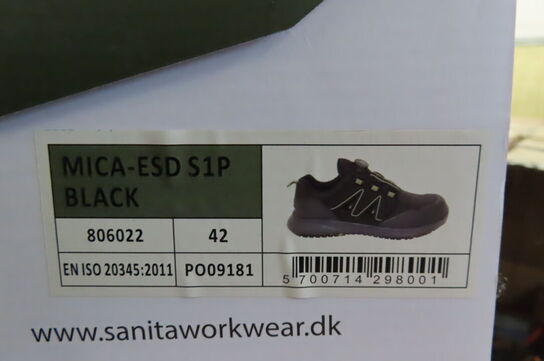 MICA-ESD S1P
BLACK
806022 42
EN ISO 20345:2011 PO09181
5 700714 298001
www.sanitaworkwear.dk